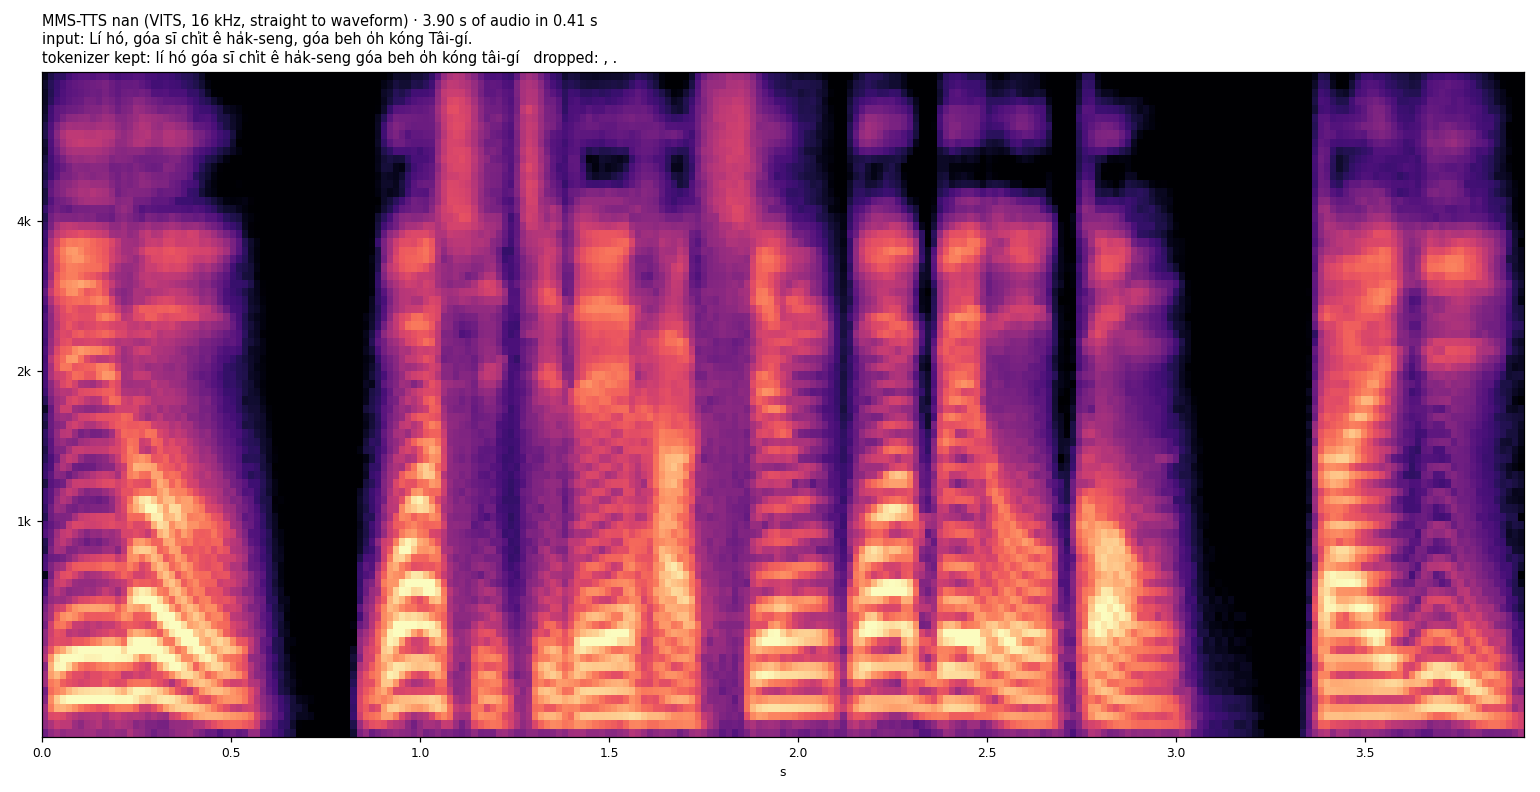 MMS-TTS nan (VITS, 16 kHz, straight to waveform) · 3.90 s of audio in 0.41 s
input: Lí hó, góa sī chi̍t ê ha̍k-seng, góa beh o̍h kóng Tâi-gí.
tokenizer kept: lí hó góa sī chi̍t ê ha̍k-seng góa beh o̍h kóng tâi-gí dropped: , .
4k
2k
1k
0.0 0.5 1.0 1.5 2.0 2.5 3.0 3.5
s